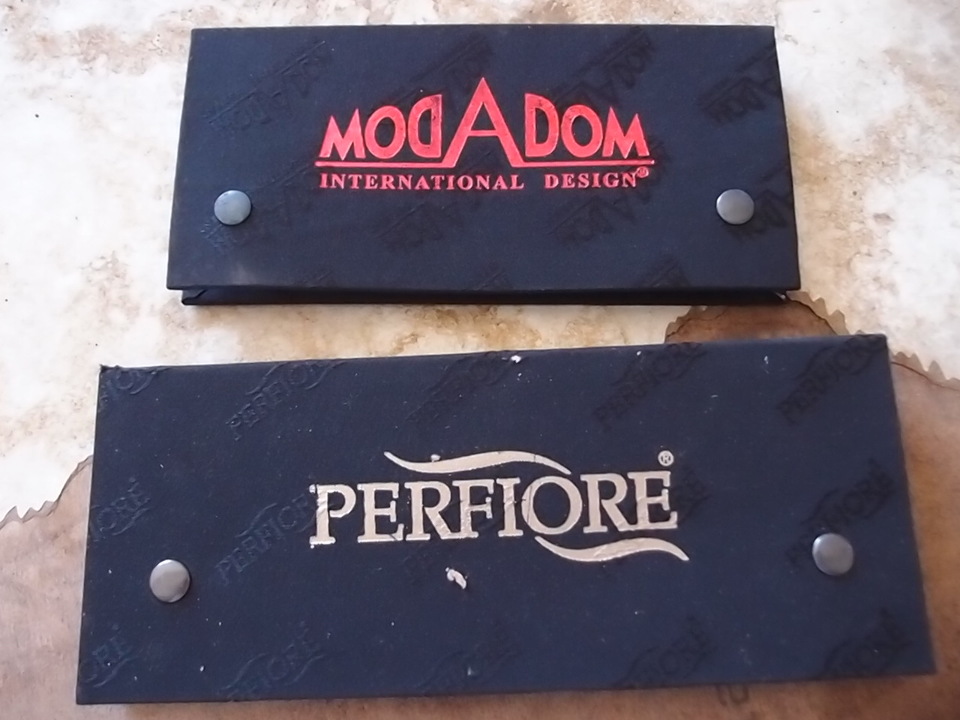 MODADOM
INTERNATIONAL DESIGN®
PERFIORE®